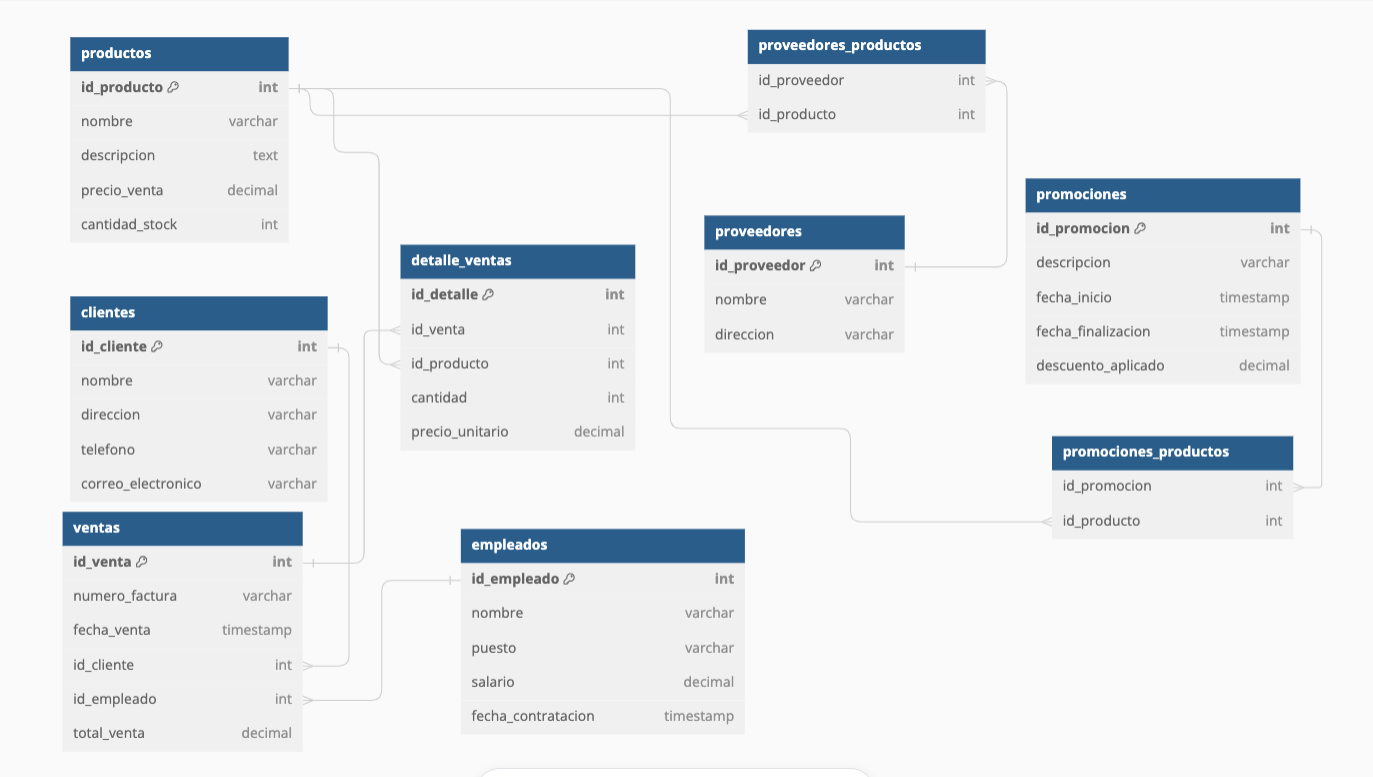 productos
id_producto int
nombre varchar
descripcion text
precio_venta decimal
cantidad_stock int
proveedores_productos
id_proveedor int
id_producto int
promociones
id_promocion int
descripcion varchar
fecha_inicio timestamp
fecha_finalizacion timestamp
descuento_aplicado decimal
proveedores
id_proveedor int
nombre varchar
direccion varchar
detalle_ventas
id_detalle int
id_venta int
id_producto int
cantidad int
precio_unitario decimal
clientes
id_cliente int
nombre varchar
direccion varchar
telefono varchar
correo_electronico varchar
promociones_productos
id_promocion int
id_producto int
ventas
id_venta int
numero_factura varchar
fecha_venta timestamp
id_cliente int
id_empleado int
total_venta decimal
empleados
id_empleado int
nombre varchar
puesto varchar
salario decimal
fecha_contratacion timestamp